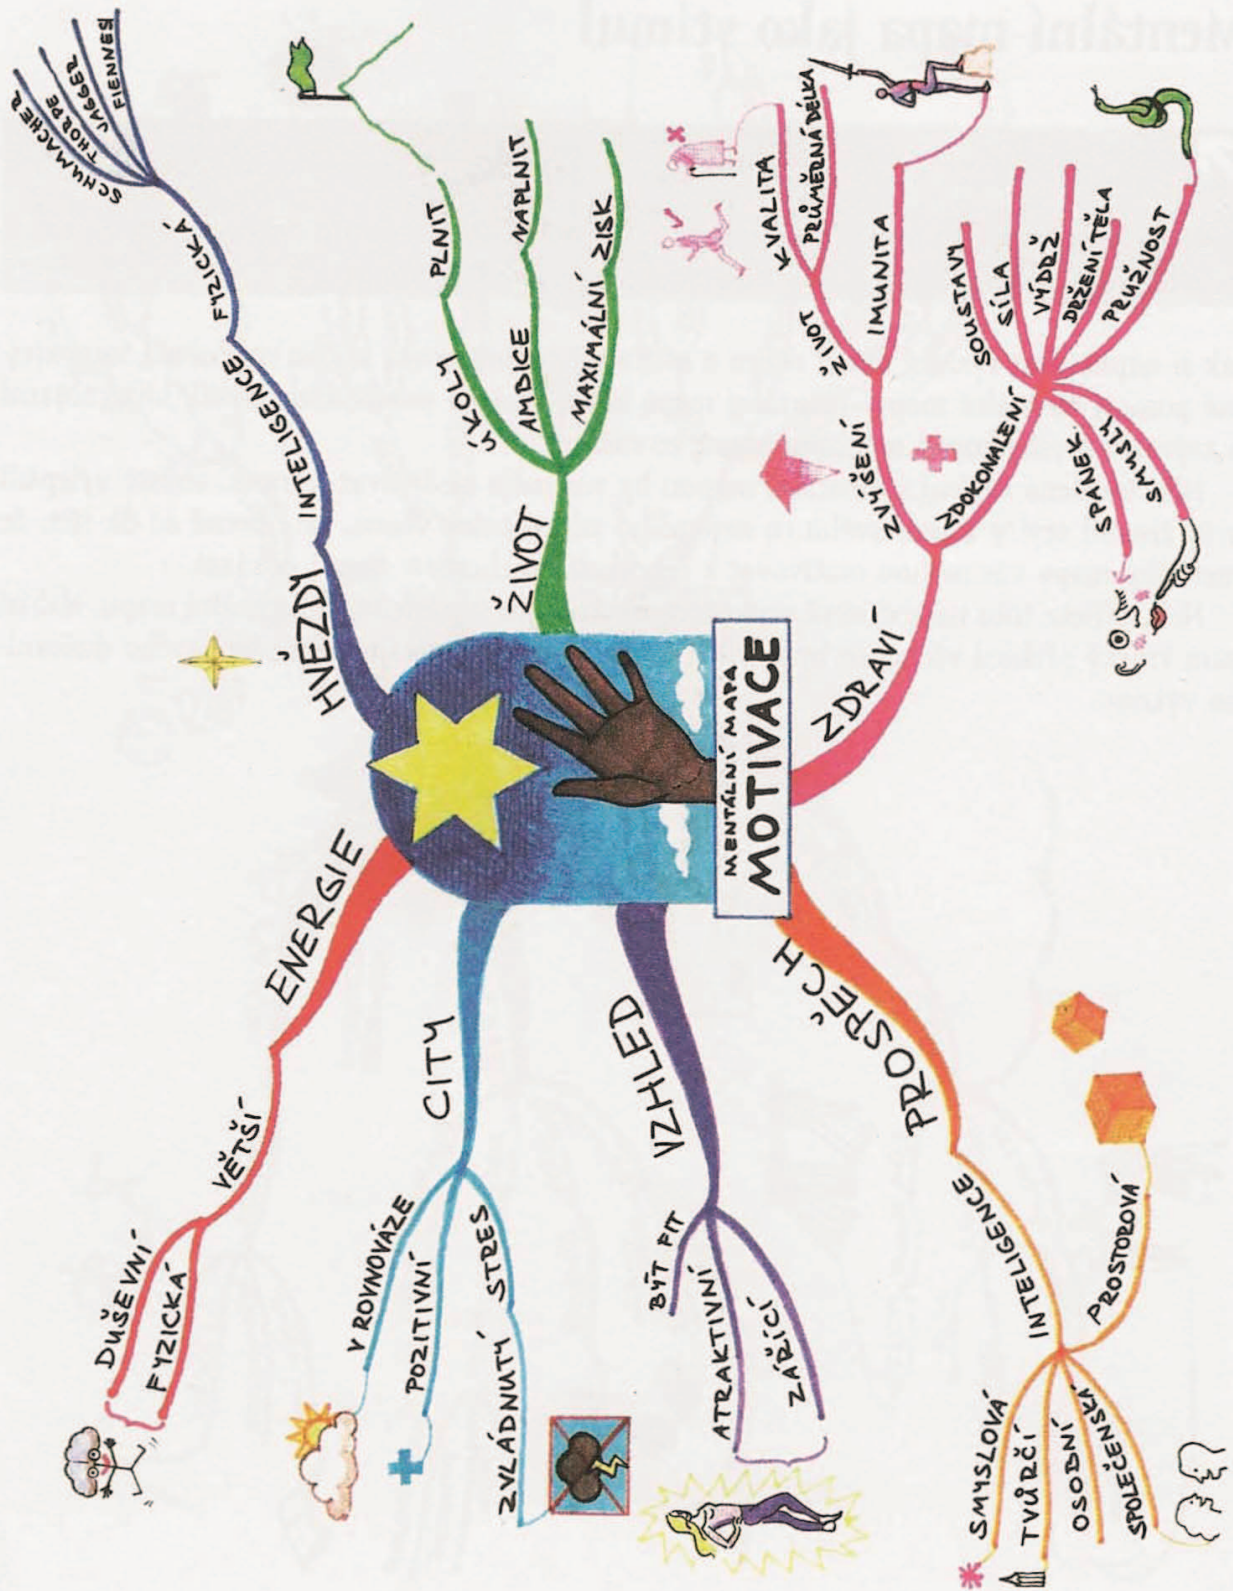 MENTÁLNÍ MAPA
MOTIVACE
ZDRAVÍ
ZVÝŠENÍ
ŽIVOT
KVALITA
PRŮMĚRNÁ DÉLKA
IMUNITA
ZDOKONALENÍ
SOUSTAVY
SÍLA
VÝDRŽ
DRŽENÍ TĚLA
PRUŽNOST
SPÁNEK
SMYSLY
PROSPĚCH
INTELIGENCE
PROSTOROVÁ
SPOLEČENSKÁ
OSOBNÍ
TVŮRČÍ
SMYSLOVÁ
VZHLED
BÝT FIT
ATRAKTIVNÍ
ZÁŘÍCÍ
CITY
V ROVNOVÁZE
POZITIVNÍ
ZVLÁDNUTÝ STRES
ENERGIE
VĚTŠÍ
DUŠEVNÍ
FYZICKÁ
HVĚZDY
INTELIGENCE
FYZICKÁ
SCHUMACHER
THORPE
JAGGER
FIENNES
ŽIVOT
ÚKOLY
PLNIT
AMBICE
NAPLNIT
MAXIMÁLNÍ ZISK